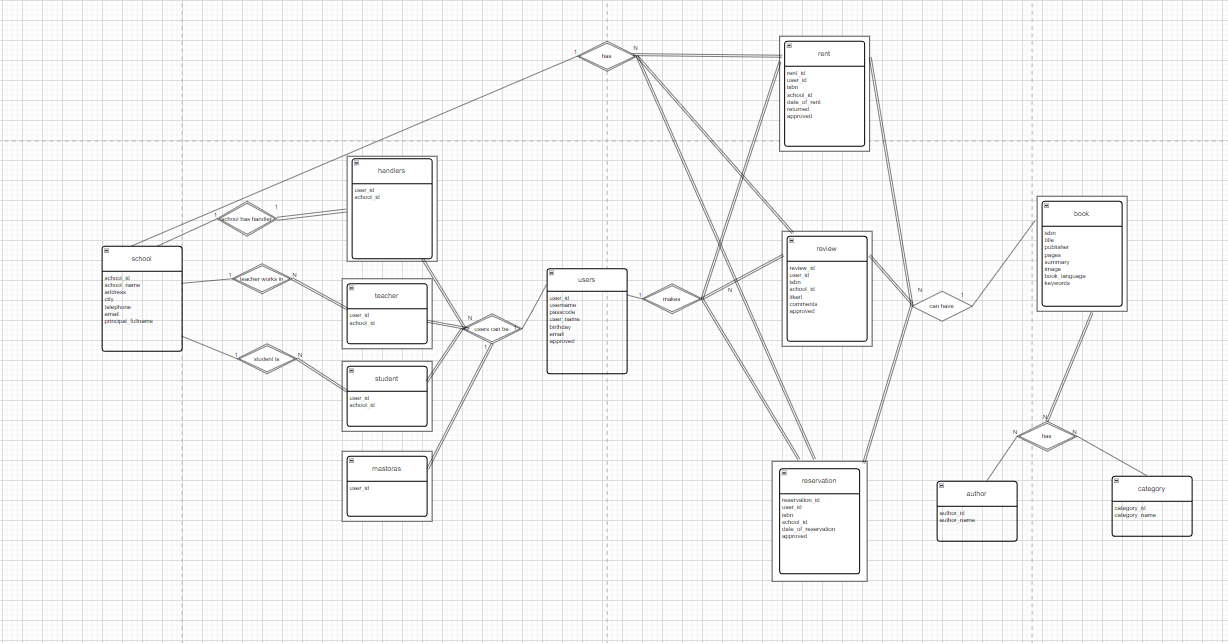 has
1
N
rent
rent_id
user_id
isbn
school_id
date_of_rent
returned
approved
handlers
user_id
school_id
school has handler
1
1
school
school_id
school_name
address
city
telephone
email
principal_fullname
teacher works in
1
N
teacher
user_id
school_id
student is
1
N
student
user_id
school_id
mastoras
user_id
users can be
N
1
1
users
user_id
username
passcode
user_name
birthday
email
approved
makes
1
N
review
review_id
user_id
isbn
school_id
likert
comments
approved
reservation
reservation_id
user_id
isbn
school_id
date_of_reservation
approved
can have
N
1
book
isbn
title
publisher
pages
summary
image
book_language
keywords
has
N
N
N
author
author_id
author_name
category
category_id
category_name